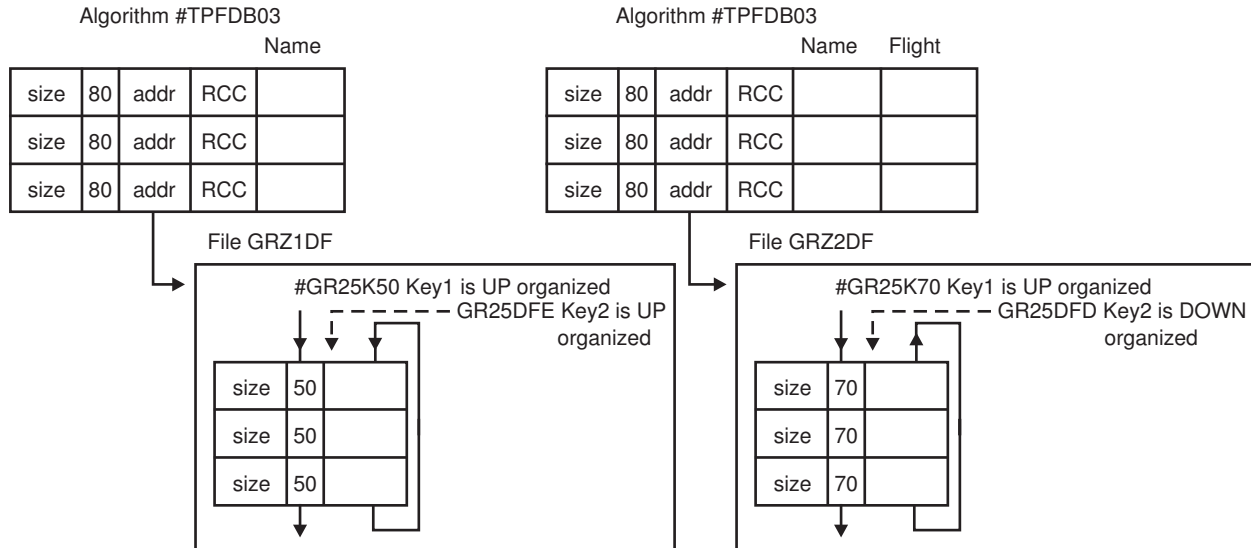 Algorithm #TPFDB03
Name
size 80 addr RCC
size 80 addr RCC
size 80 addr RCC
File GRZ1DF
#GR25K50 Key1 is UP organized
GR25DFE Key2 is UP
organized
size 50
size 50
size 50
Algorithm #TPFDB03
Name Flight
size 80 addr RCC
size 80 addr RCC
size 80 addr RCC
File GRZ2DF
#GR25K70 Key1 is UP organized
GR25DFD Key2 is DOWN
organized
size 70
size 70
size 70